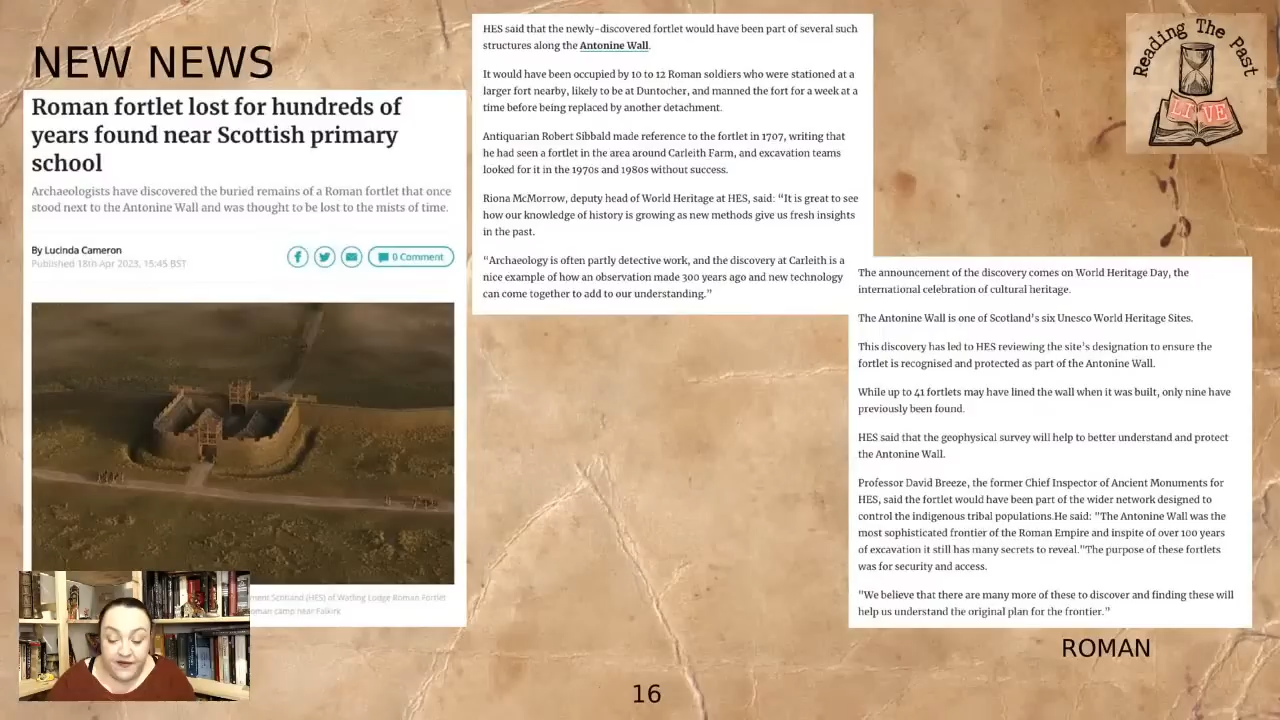 NEW NEWS
Roman fortlet lost for hundreds of
years found near Scottish primary
school
Archaeologists have discovered the buried remains of a Roman fortlet that once
stood next to the Antonine Wall and was thought to be lost to the mists of time.
By Lucinda Cameron
Published 18th Apr 2023, 15:45 BST
0 Comment
ment Scotland (HES) of Watling Lodge Roman Fortlet
oman camp near Falkirk
HES said that the newly-discovered fortlet would have been part of several such
structures along the Antonine Wall.
It would have been occupied by 10 to 12 Roman soldiers who were stationed at a
larger fort nearby, likely to be at Duntocher, and manned the fort for a week at a
time before being replaced by another detachment.
Antiquarian Robert Sibbald made reference to the fortlet in 1707, writing that
he had seen a fortlet in the area around Carleith Farm, and excavation teams
looked for it in the 1970s and 1980s without success.
Riona McMorrow, deputy head of World Heritage at HES, said: “It is great to see
how our knowledge of history is growing as new methods give us fresh insights
in the past.
“Archaeology is often partly detective work, and the discovery at Carleith is a
nice example of how an observation made 300 years ago and new technology
can come together to add to our understanding.”
The announcement of the discovery comes on World Heritage Day, the
international celebration of cultural heritage.
The Antonine Wall is one of Scotland's six Unesco World Heritage Sites.
This discovery has led to HES reviewing the site's designation to ensure the
fortlet is recognised and protected as part of the Antonine Wall.
While up to 41 fortlets may have lined the wall when it was built, only nine have
previously been found.
HES said that the geophysical survey will help to better understand and protect
the Antonine Wall.
Professor David Breeze, the former Chief Inspector of Ancient Monuments for
HES, said the fortlet would have been part of the wider network designed to
control the indigenous tribal populations.He said: "The Antonine Wall was the
most sophisticated frontier of the Roman Empire and inspite of over 100 years
of excavation it still has many secrets to reveal."The purpose of these fortlets
was for security and access.
"We believe that there are many more of these to discover and finding these will
help us understand the original plan for the frontier.”
Reading The Past
LIVE
ROMAN
16